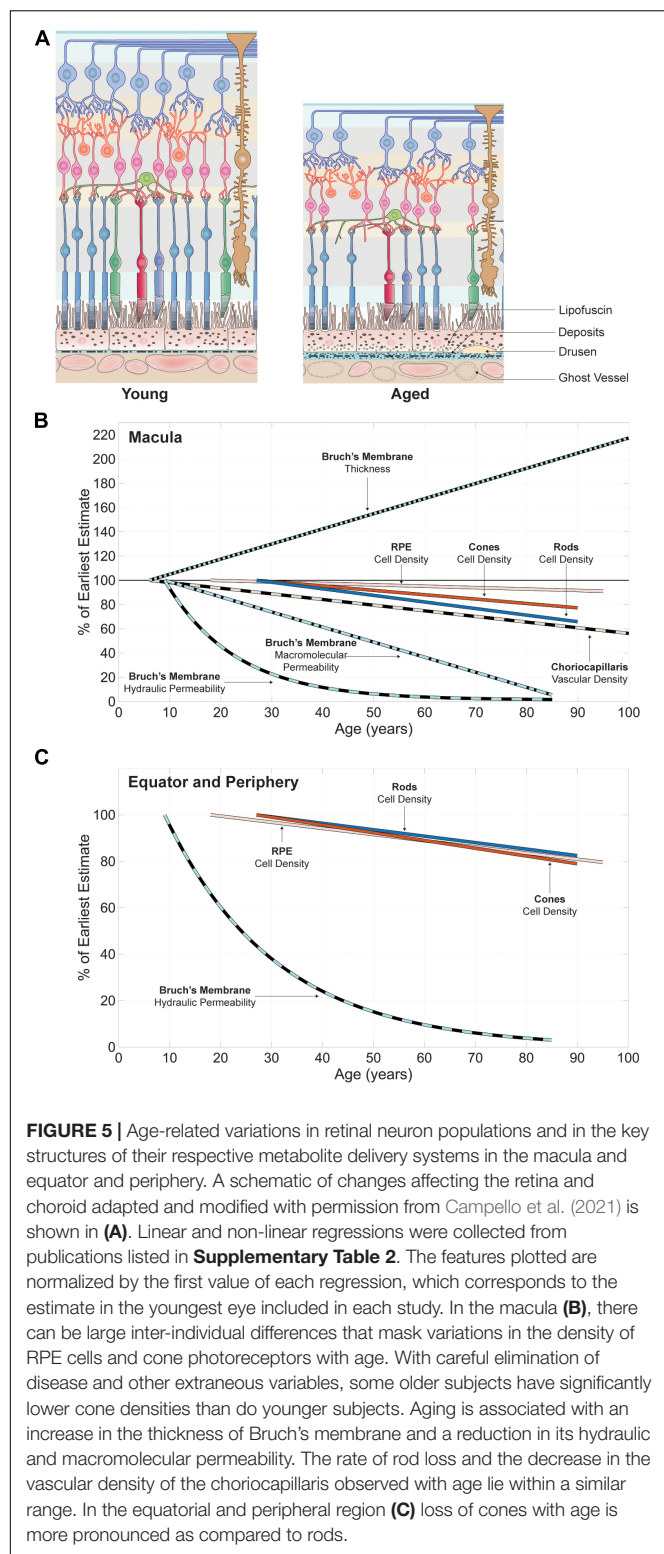 A
Young
Aged
Lipofuscin
Deposits
Drusen
Ghost Vessel
B
Macula
% of Earliest Estimate
220
200
180
160
140
120
100
80
60
40
20
0
Bruch's Membrane
Thickness
RPE
Cell Density
Cones
Cell Density
Rods
Cell Density
Bruch's Membrane
Macromolecular
Permeability
Bruch's Membrane
Hydraulic Permeability
Choriocapillaris
Vascular Density
0 10 20 30 40 50 60 70 80 90 100
Age (years)
C
Equator and Periphery
% of Earliest Estimate
100
80
60
40
20
0
Rods
Cell Density
RPE
Cell Density
Cones
Cell Density
Bruch's Membrane
Hydraulic Permeability
0 10 20 30 40 50 60 70 80 90 100
Age (years)
FIGURE 5 | Age-related variations in retinal neuron populations and in the key
structures of their respective metabolite delivery systems in the macula and
equator and periphery. A schematic of changes affecting the retina and
choroid adapted and modified with permission from Campello et al. (2021) is
shown in (A). Linear and non-linear regressions were collected from
publications listed in Supplementary Table 2. The features plotted are
normalized by the first value of each regression, which corresponds to the
estimate in the youngest eye included in each study. In the macula (B), there
can be large inter-individual differences that mask variations in the density of
RPE cells and cone photoreceptors with age. With careful elimination of
disease and other extraneous variables, some older subjects have significantly
lower cone densities than do younger subjects. Aging is associated with an
increase in the thickness of Bruch's membrane and a reduction in its hydraulic
and macromolecular permeability. The rate of rod loss and the decrease in the
vascular density of the choriocapillaris observed with age lie within a similar
range. In the equatorial and peripheral region (C) loss of cones with age is
more pronounced as compared to rods.